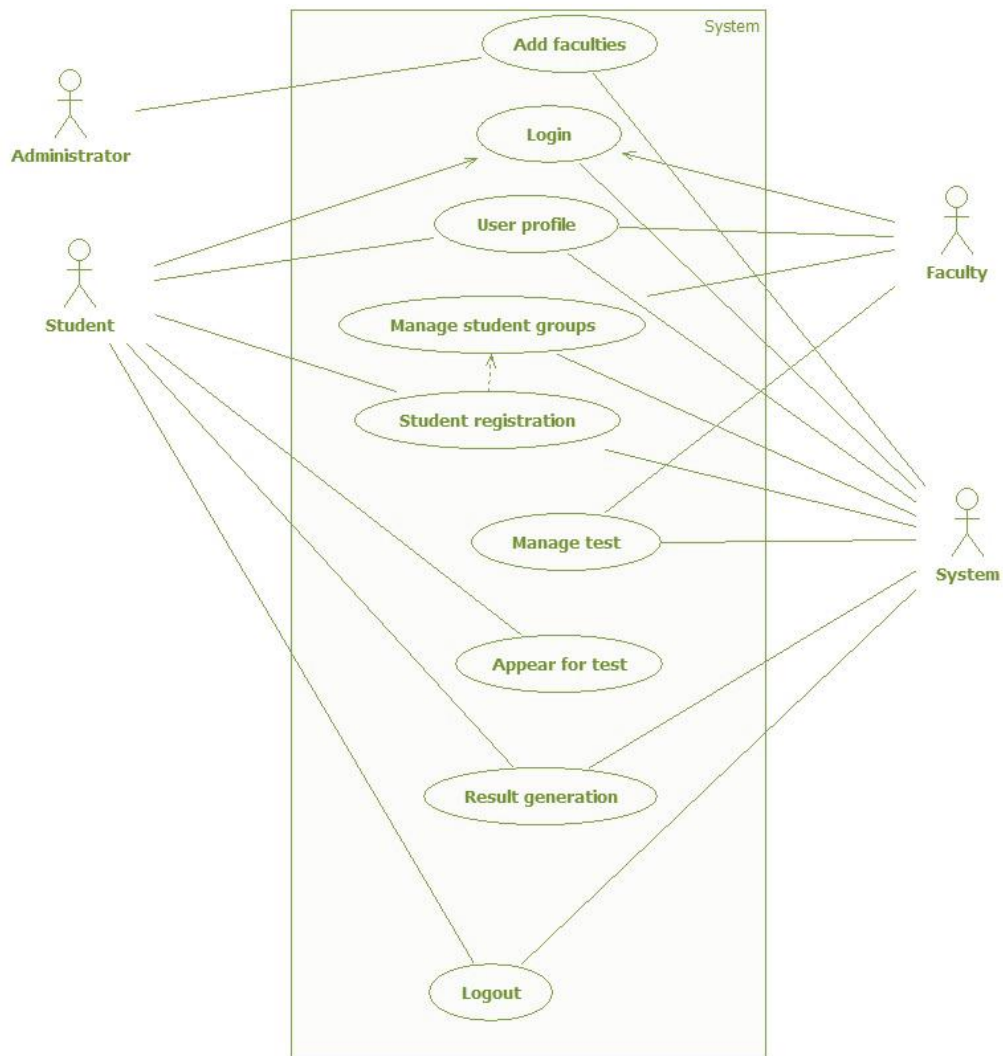 System
Add faculties
Administrator
Login
User profile
Student
Faculty
Manage student groups
Student registration
Manage test
System
Appear for test
Result generation
Logout